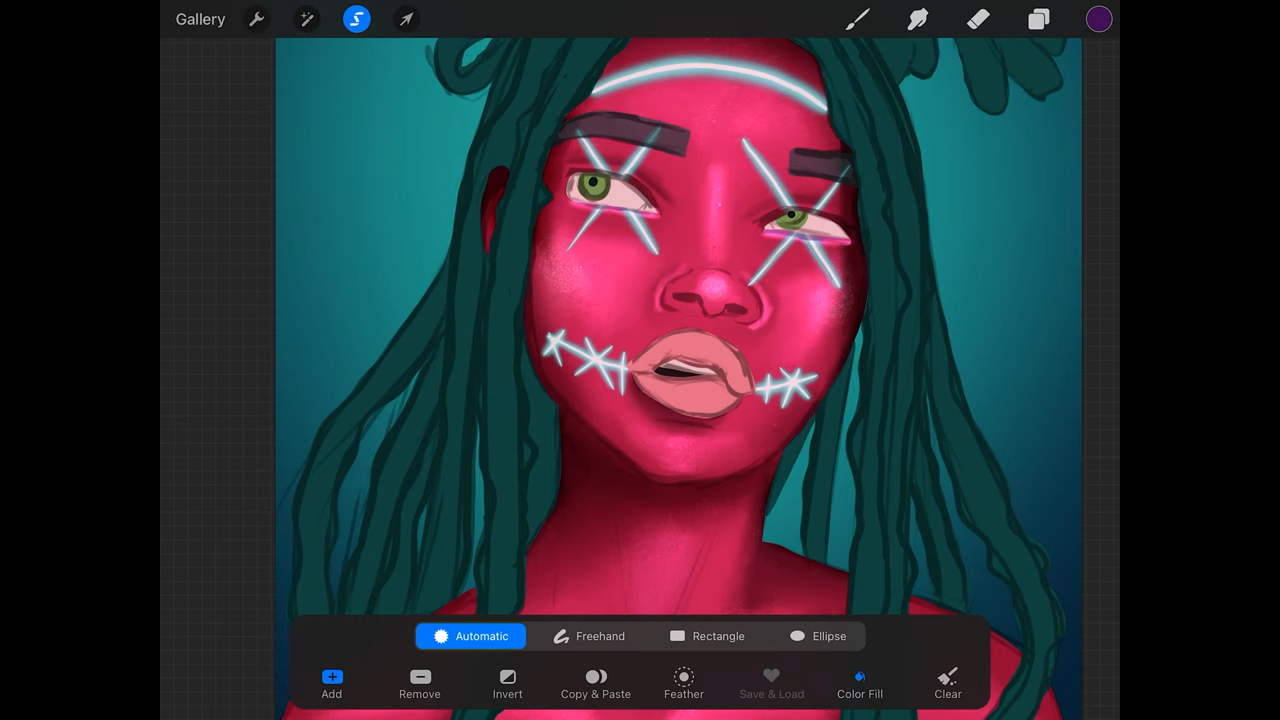 Gallery
Automatic Freehand Rectangle Ellipse
Add Remove Invert Copy & Paste Feather Save & Load Color Fill Clear